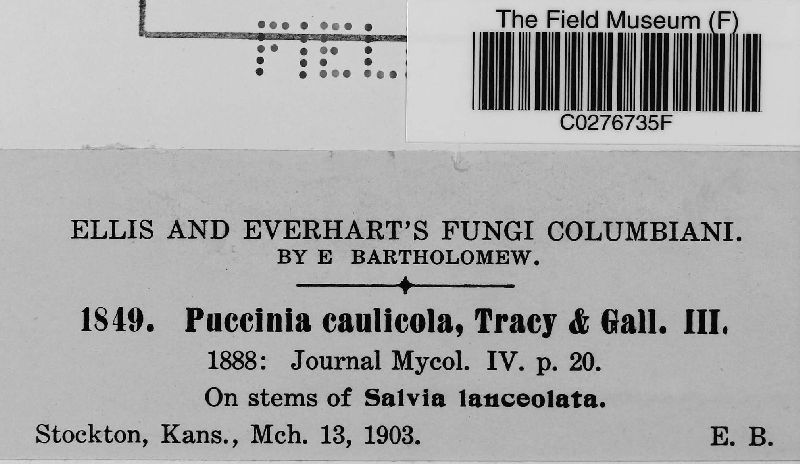 The Field Museum (F)
C0276735F
ELLIS AND EVERHART'S FUNGI COLUMBIANI.
BY E BARTHOLOMEW.
1849. Puccinia caulicola, Tracy & Gall. III.
1888: Journal Mycol. IV. p. 20.
On stems of Salvia lanceolata.
Stockton, Kans., Mch. 13, 1903. E. B.